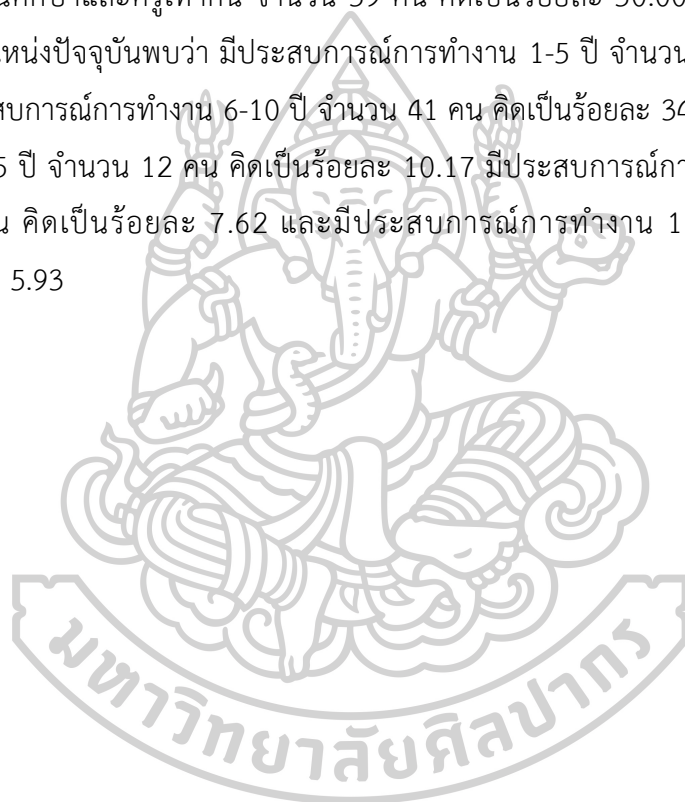 และครูเท่ากัน จำนวน 59 คน คิดเป็นร้อยละ 50.00
หน่งปัจจุบันพบว่า มีประสบการณ์การทำงาน 1-5 ปี จำนวน
สบการณ์การทำงาน 6-10 ปี จำนวน 41 คน คิดเป็นร้อยละ 34
5 ปี จำนวน 12 คน คิดเป็นร้อยละ 10.17 มีประสบการณ์กา
น คิดเป็นร้อยละ 7.62 และมีประสบการณ์การทำงาน 1
5.93
มหาวิทยาลัยศิลปากร